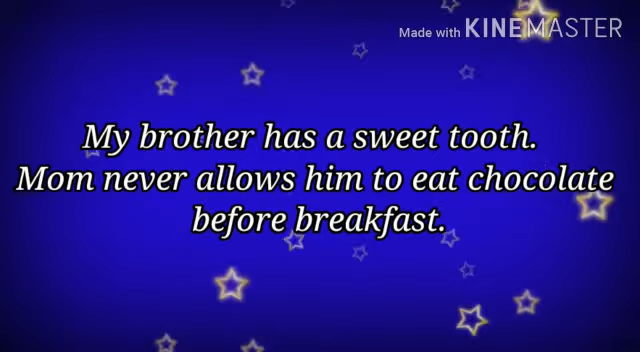 Made with KINEMASTER
My brother has a sweet tooth.
Mom never allows him to eat chocolate
before breakfast.